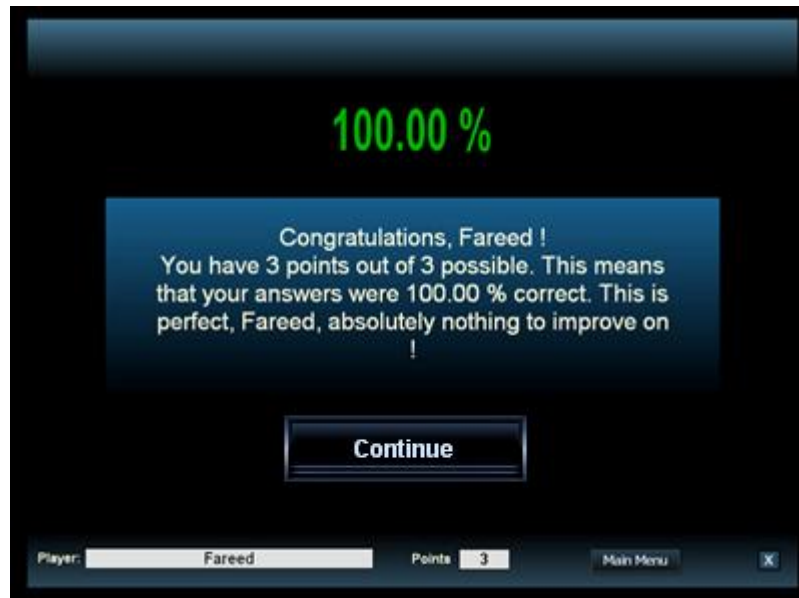 100.00 %
Congratulations, Fareed !
You have 3 points out of 3 possible. This means
that your answers were 100.00 % correct. This is
perfect, Fareed, absolutely nothing to improve on
!
Continue
Player: Fareed Points 3 Main Menu X